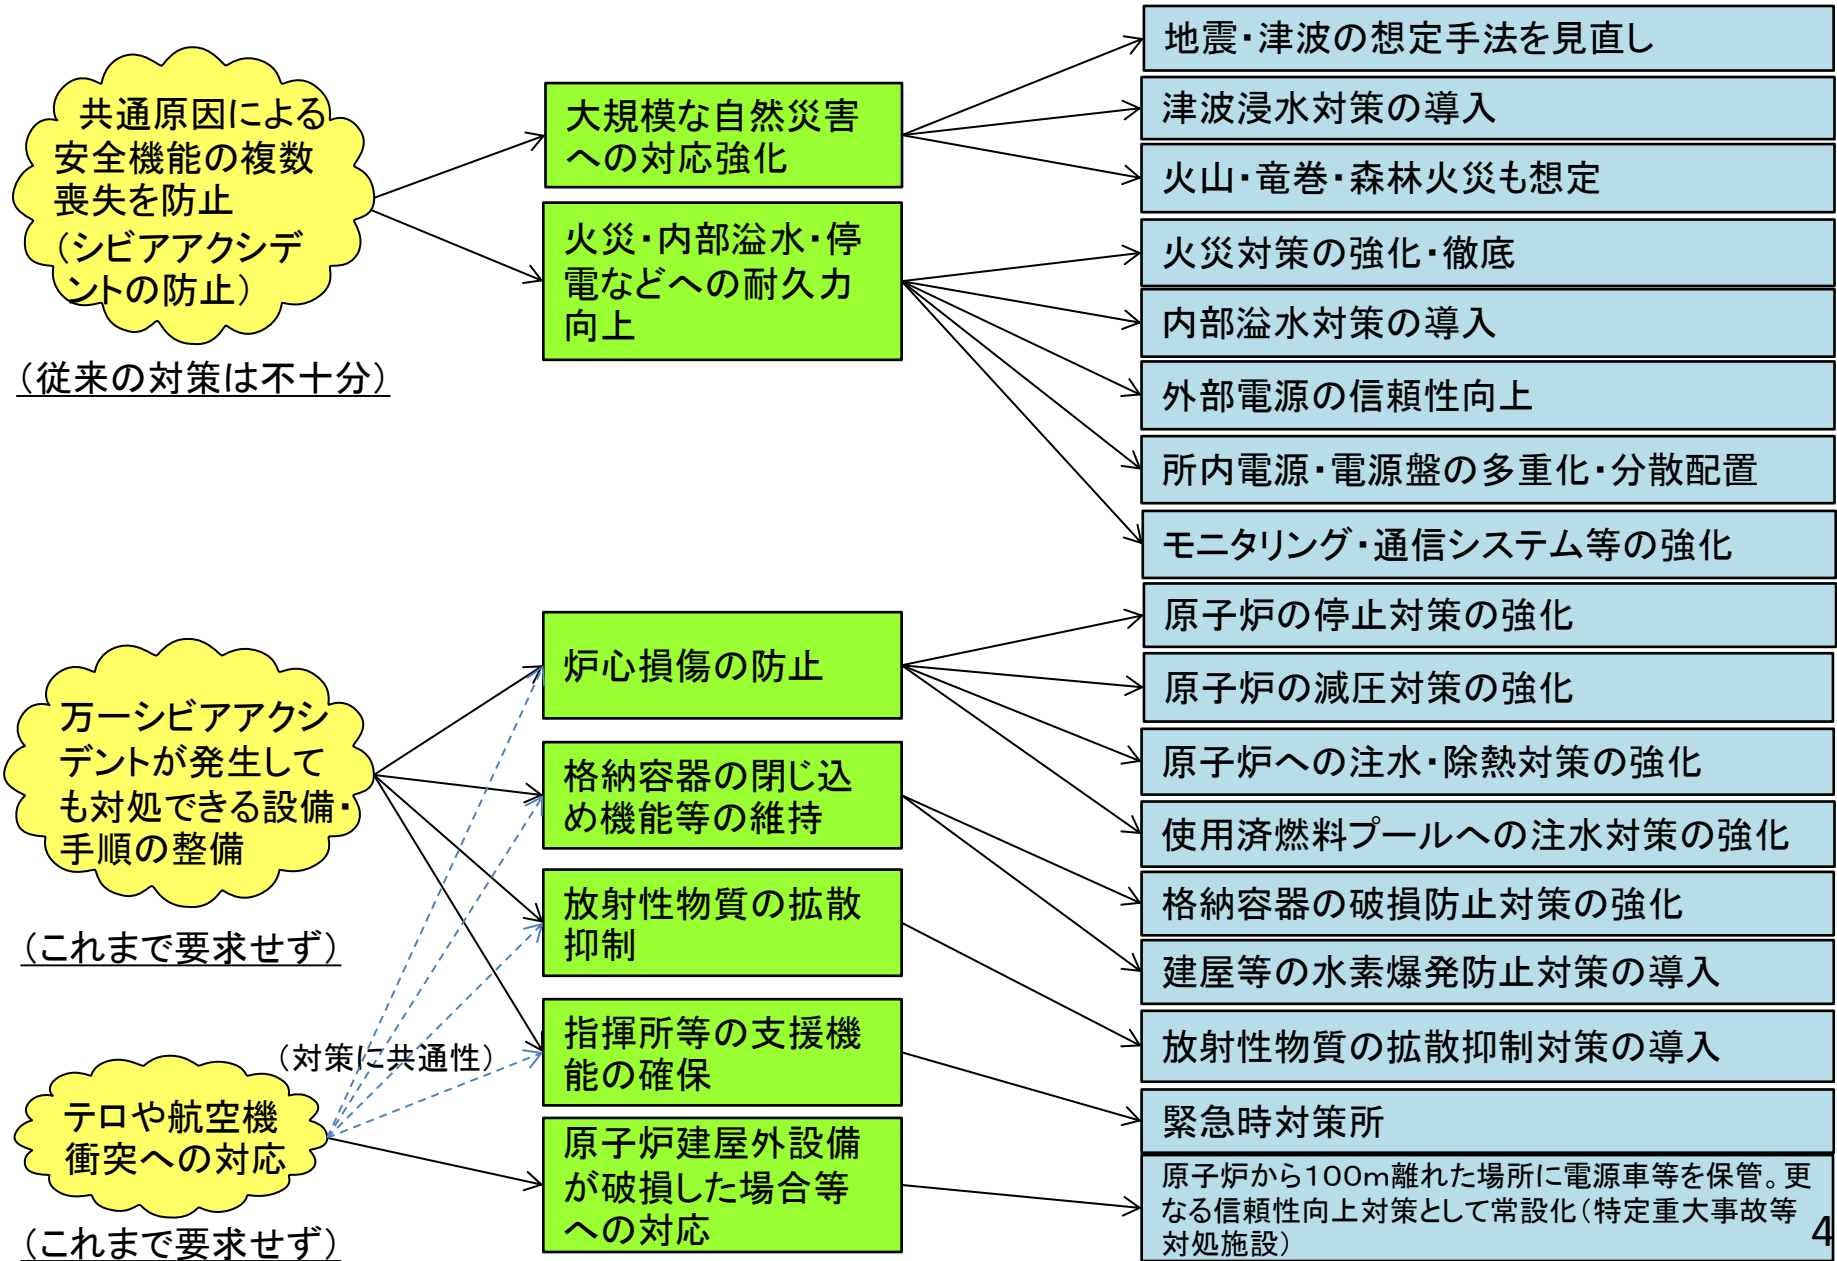 共通原因による
安全機能の複数
喪失を防止
（シビアアクシデ
ントの防止）
（従来の対策は不十分）
大規模な自然災害
への対応強化
火災・内部溢水・停
電などへの耐久力
向上
地震・津波の想定手法を見直し
津波浸水対策の導入
火山・竜巻・森林火災も想定
火災対策の強化・徹底
内部溢水対策の導入
外部電源の信頼性向上
所内電源・電源盤の多重化・分散配置
モニタリング・通信システム等の強化
万一シビアアクシ
デントが発生して
も対処できる設備・
手順の整備
（これまで要求せず）
炉心損傷の防止
格納容器の閉じ込
め機能等の維持
放射性物質の拡散
抑制
指揮所等の支援機
能の確保
原子炉の停止対策の強化
原子炉の減圧対策の強化
原子炉への注水・除熱対策の強化
使用済燃料プールへの注水対策の強化
格納容器の破損防止対策の強化
建屋等の水素爆発防止対策の導入
放射性物質の拡散抑制対策の導入
緊急時対策所
（対策に共通性）
テロや航空機
衝突への対応
（これまで要求せず）
原子炉建屋外設備
が破損した場合等
への対応
原子炉から１００ｍ離れた場所に電源車等を保管。更
なる信頼性向上対策として常設化（特定重大事故等
対処施設）
4